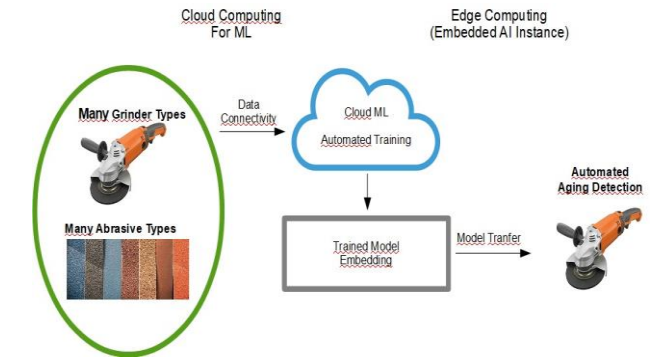 Cloud Computing
For ML
Edge Computing
(Embedded AI Instance)
Many Grinder Types
Data
Connectivity
Cloud ML
Automated Training
Many Abrasive Types
Trained Model
Embedding
Model Tranfer
Automated
Aging Detection